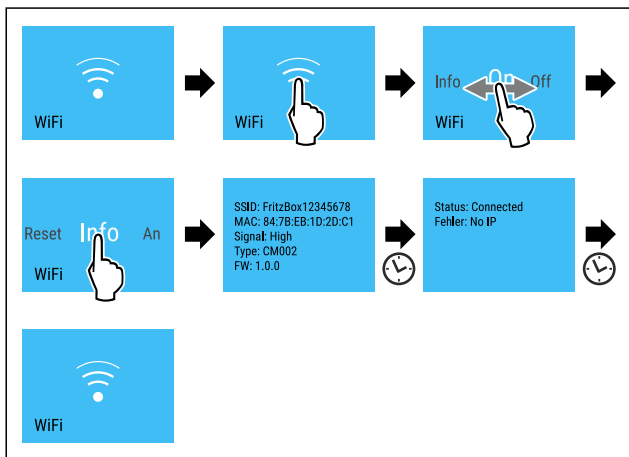 WiFi
WiFi
Info On Off
WiFi
Reset Info An
WiFi
SSID: FritzBox12345678
MAC: 84:7B:EB:1D:2D:C1
Signal: High
Type: CM002
FW: 1.0.0
Status: Connected
Fehler: No IP
WiFi